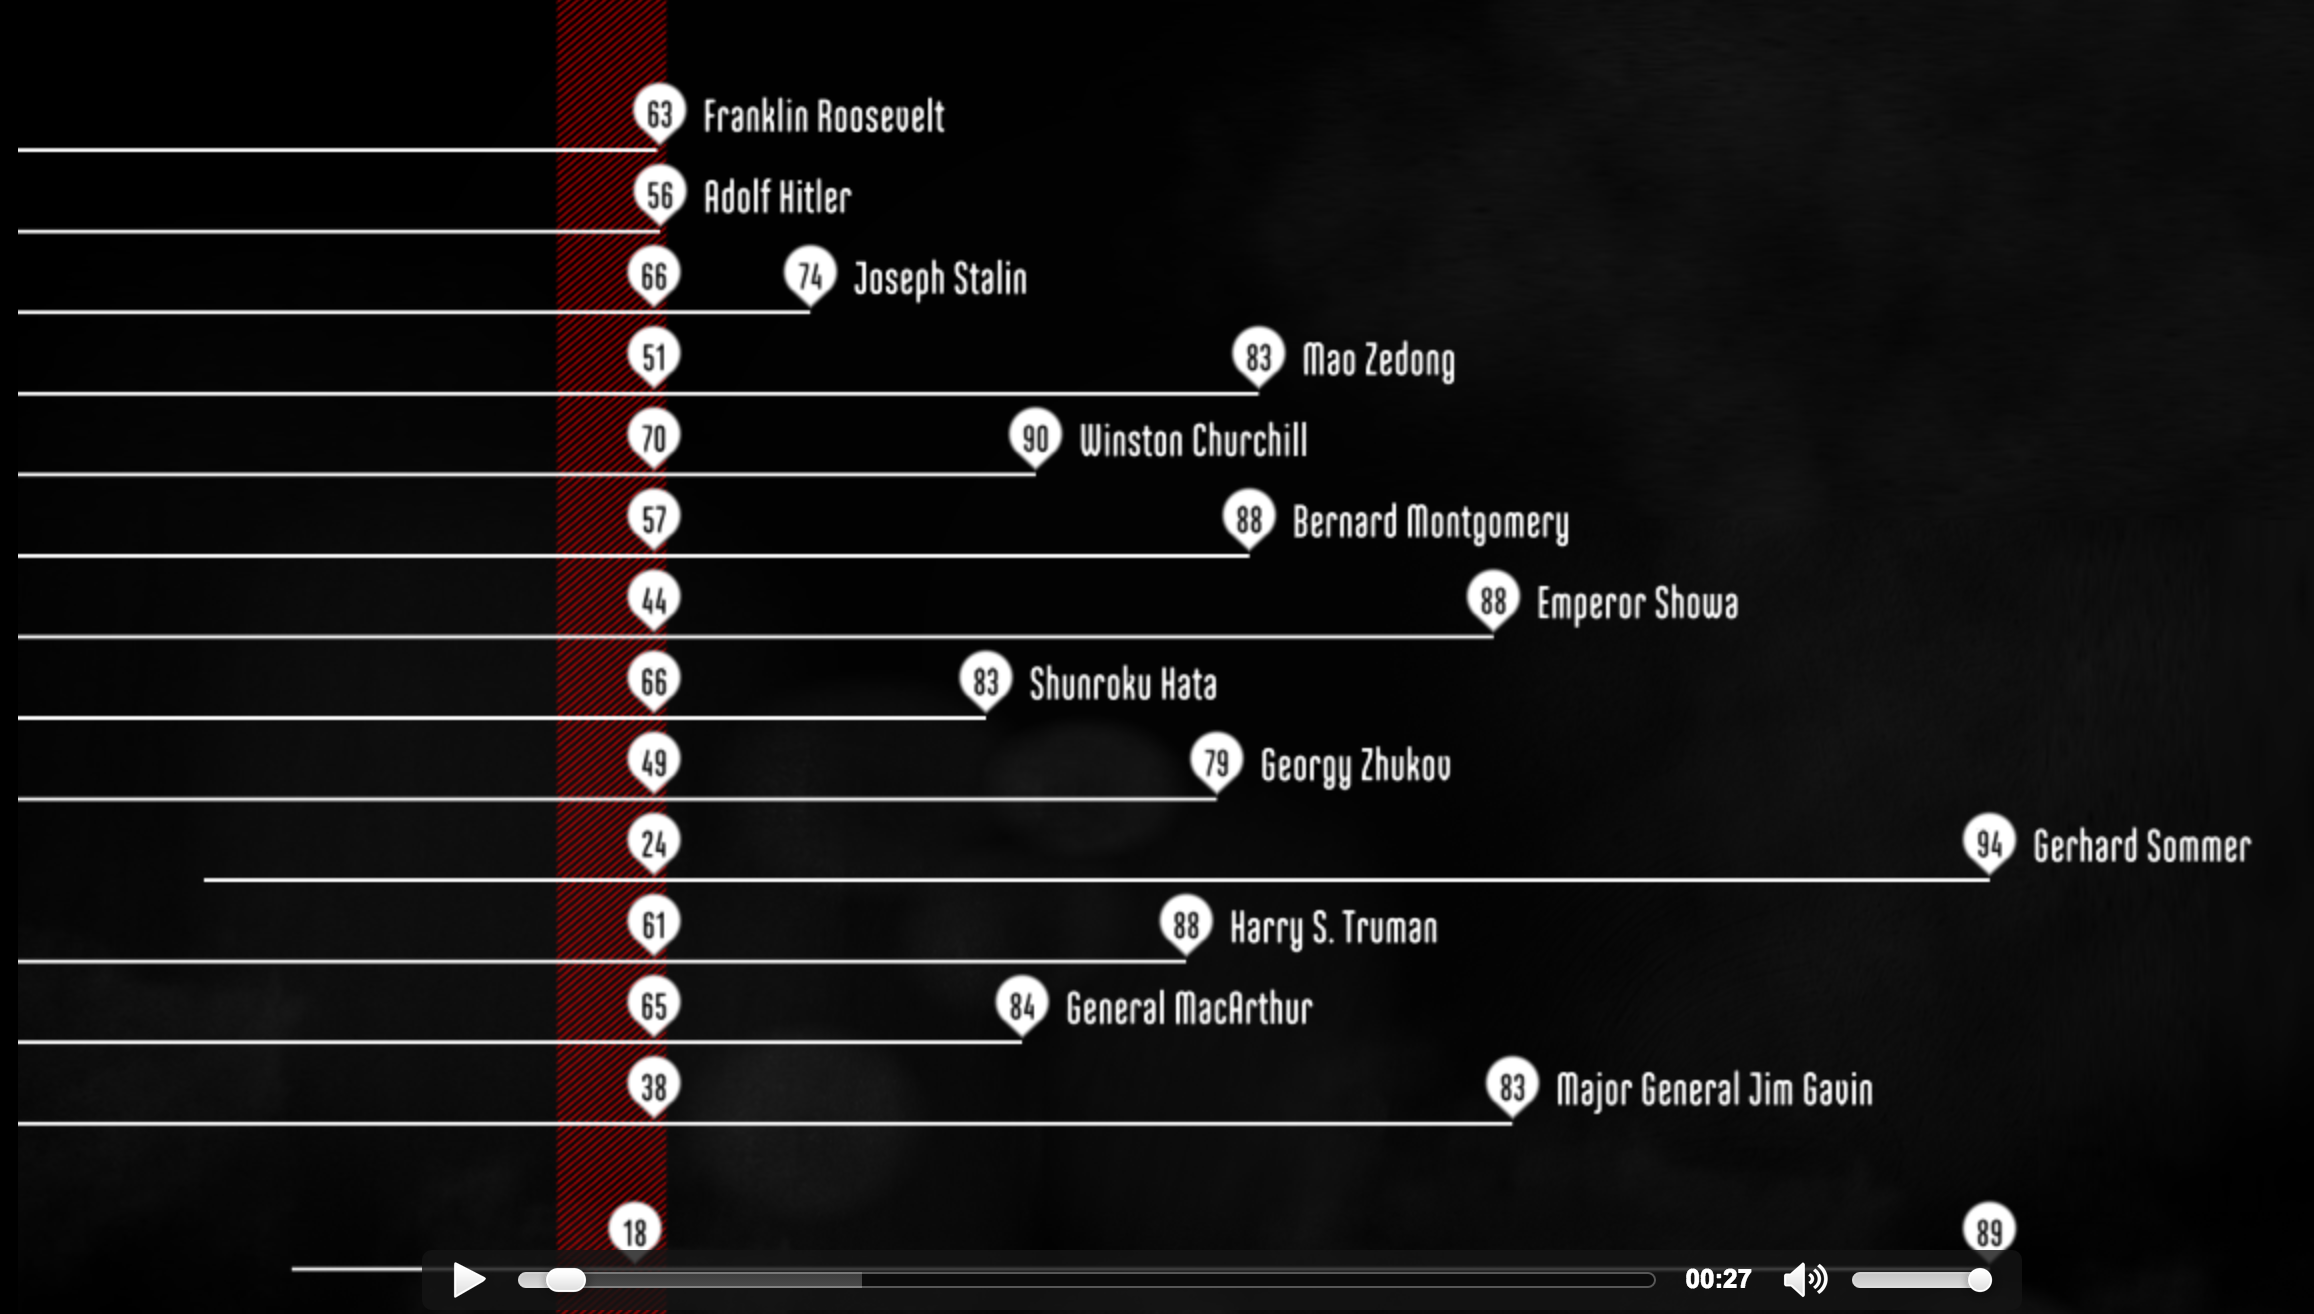 63 Franklin Roosevelt
56 Adolf Hitler
66 74 Joseph Stalin
51 83 Mao Zedong
70 90 Winston Churchill
57 88 Bernard Montgomery
44 88 Emperor Showa
66 83 Shunroku Hata
49 79 Georgy Zhukov
24 94 Gerhard Sommer
61 88 Harry S. Truman
65 84 General MacArthur
38 83 Major General Jim Gavin
18 89
00:27